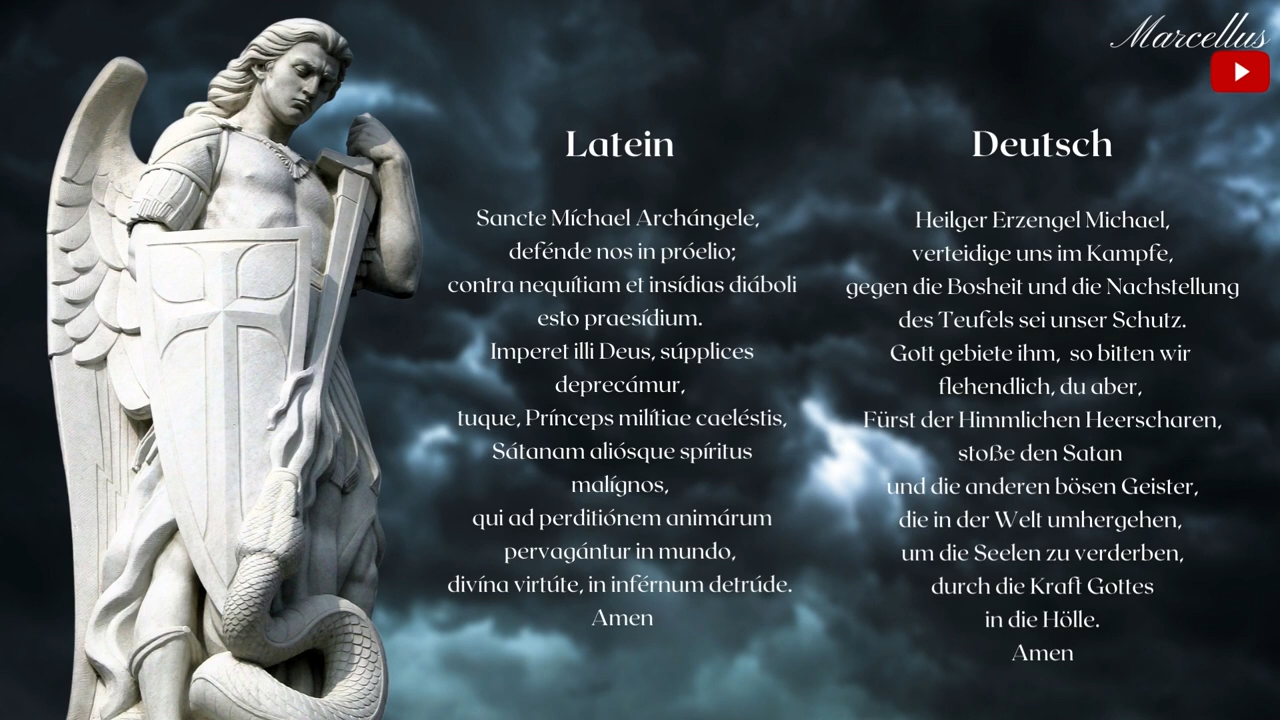 Marcellus
Latein
Sancte Míchael Archángele,
defénde nos in próelio;
contra nequítiam et insídias diáboli
esto praesídium.
Imperet illi Deus, súpplices
deprecámur,
tuque, Prínceps milítiae caeléstis,
Sátanam aliósque spíritus
malígnos,
qui ad perditiónem animárum
pervagántur in mundo,
divína virtúte, in inférnum detrúde.
Amen
Deutsch
Heilger Erzengel Michael,
verteidige uns im Kampfe,
gegen die Bosheit und die Nachstellung
des Teufels sei unser Schutz.
Gott gebiete ihm, so bitten wir
flehendlich, du aber,
Fürst der Himmlichen Heerscharen,
stoße den Satan
und die anderen bösen Geister,
die in der Welt umhergehen,
um die Seelen zu verderben,
durch die Kraft Gottes
in die Hölle.
Amen